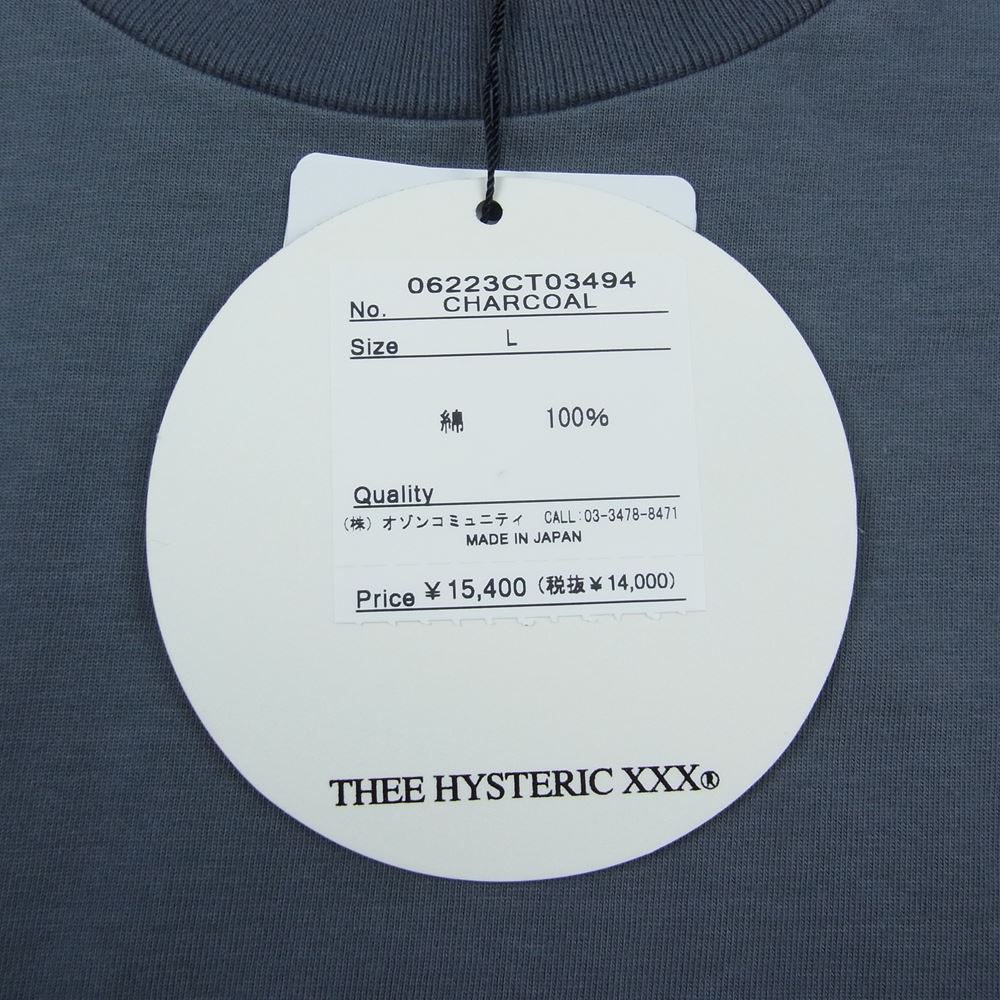 06223CT03494
No. CHARCOAL
Size L
綿 100%
Quality
(株) オゾンコミュニティ CALL:03-3478-8471
MADE IN JAPAN
Price ¥15,400 (税抜¥14,000)
THEE HYSTERIC XXX®